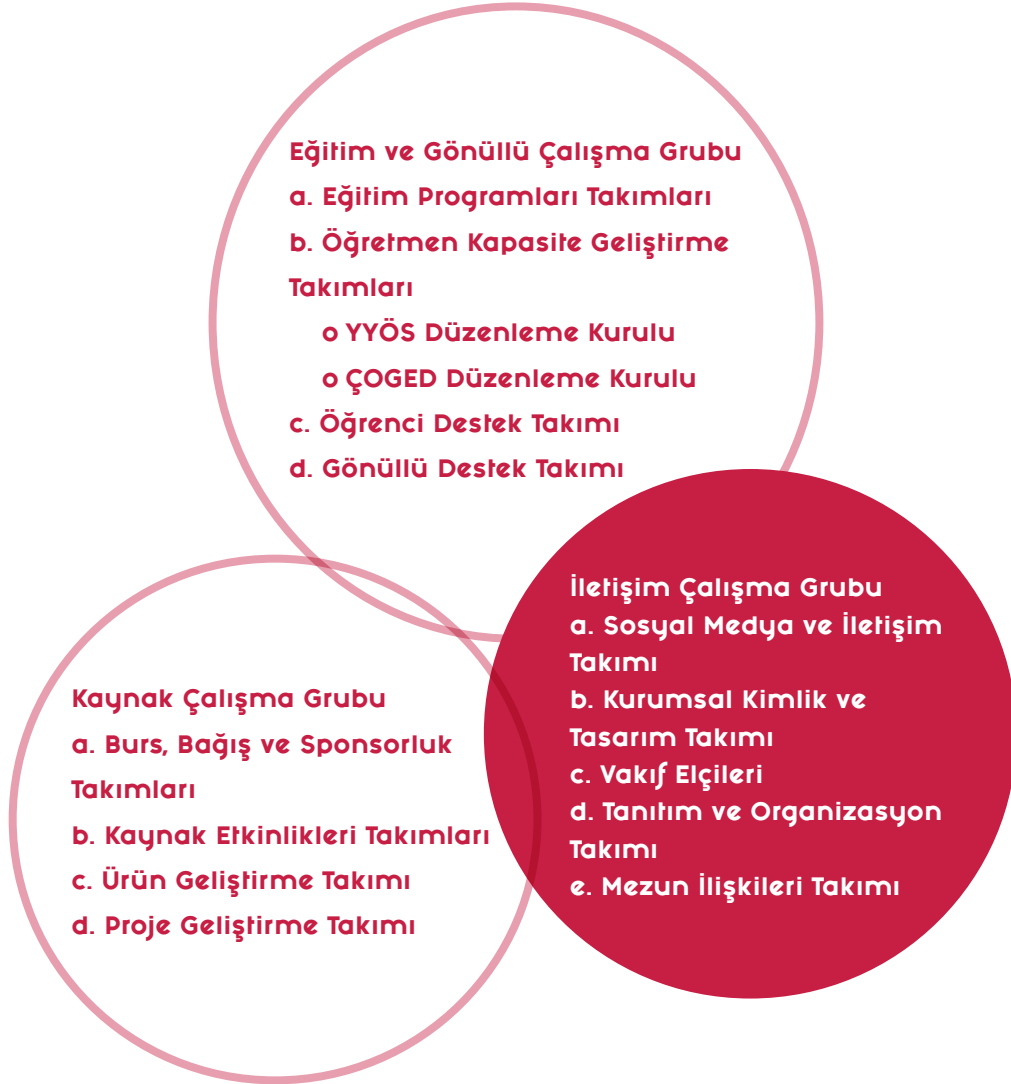 Eğitim ve Gönüllü Çalışma Grubu
a. Eğitim Programları Takımları
b. Öğretmen Kapasite Geliştirme
Takımları
o YYÖS Düzenleme Kurulu
o ÇOGED Düzenleme Kurulu
c. Öğrenci Destek Takımı
d. Gönüllü Destek Takımı
Kaynak Çalışma Grubu
a. Burs, Bağış ve Sponsorluk
Takımları
b. Kaynak Etkinlikleri Takımları
c. Ürün Geliştirme Takımı
d. Proje Geliştirme Takımı
İletişim Çalışma Grubu
a. Sosyal Medya ve İletişim
Takımı
b. Kurumsal Kimlik ve
Tasarım Takımı
c. Vakıf Elçileri
d. Tanıtım ve Organizasyon
Takımı
e. Mezun İlişkileri Takımı